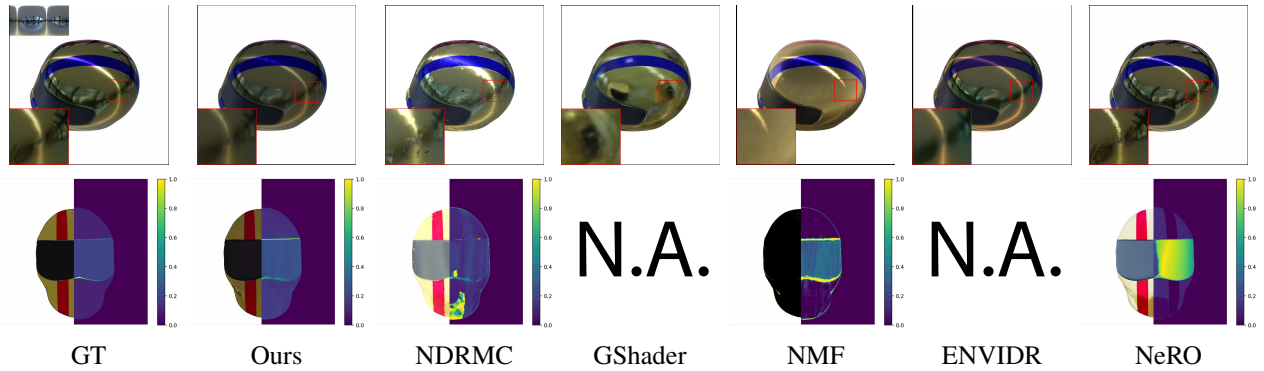 1.0 1.0 1.0 1.0 1.0
0.8 0.8 0.8 0.8 0.8
0.6 0.6 0.6 N.A. 0.6 N.A. 0.6
0.4 0.4 0.4 0.4 0.4
0.2 0.2 0.2 0.2 0.2
0.0 0.0 0.0 0.0 0.0
GT Ours NDRMC GShader NMF ENVIDR NeRO